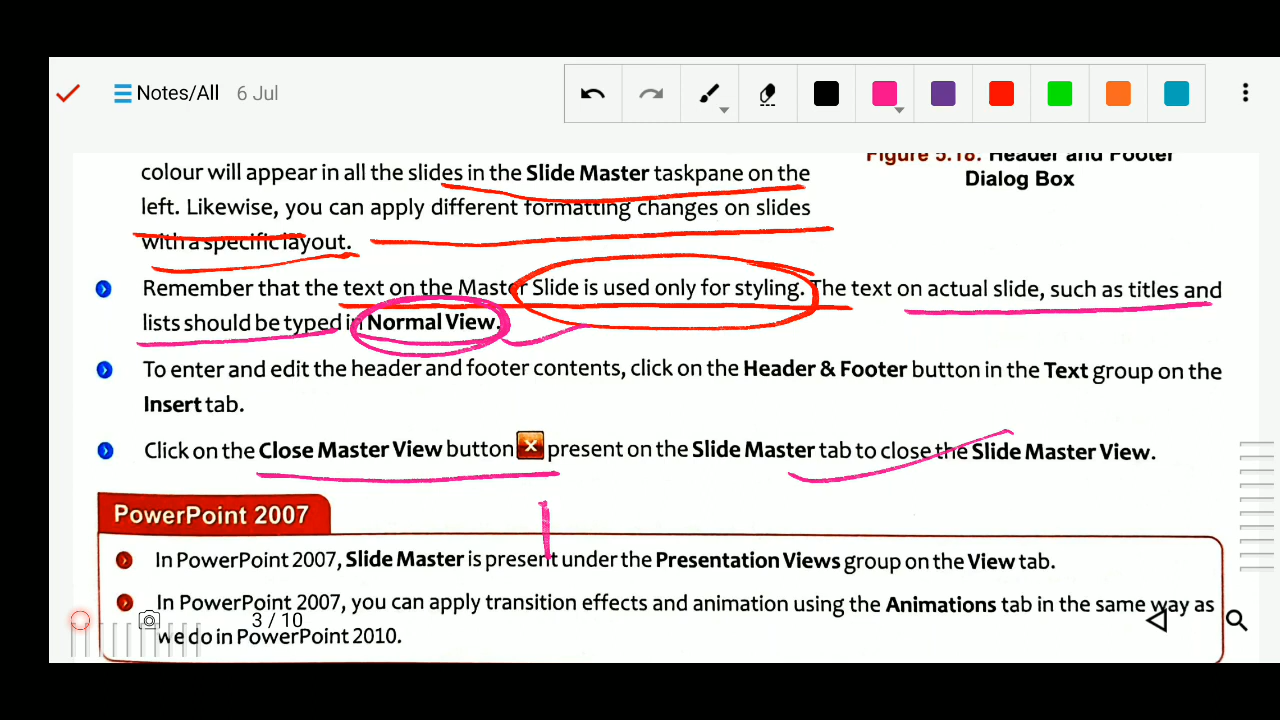 Notes/All 6 Jul
Figure 5.18: Header and Footer
Dialog Box
colour will appear in all the slides in the Slide Master taskpane on the
left. Likewise, you can apply different formatting changes on slides
with a specific layout.
Remember that the text on the Master Slide is used only for styling. The text on actual slide, such as titles and
lists should be typed in Normal View.
To enter and edit the header and footer contents, click on the Header & Footer button in the Text group on the
Insert tab.
Click on the Close Master View button present on the Slide Master tab to close the Slide Master View.
PowerPoint 2007
In PowerPoint 2007, Slide Master is present under the Presentation Views group on the View tab.
In PowerPoint 2007, you can apply transition effects and animation using the Animations tab in the same way as
we do in PowerPoint 2010.
3 / 10